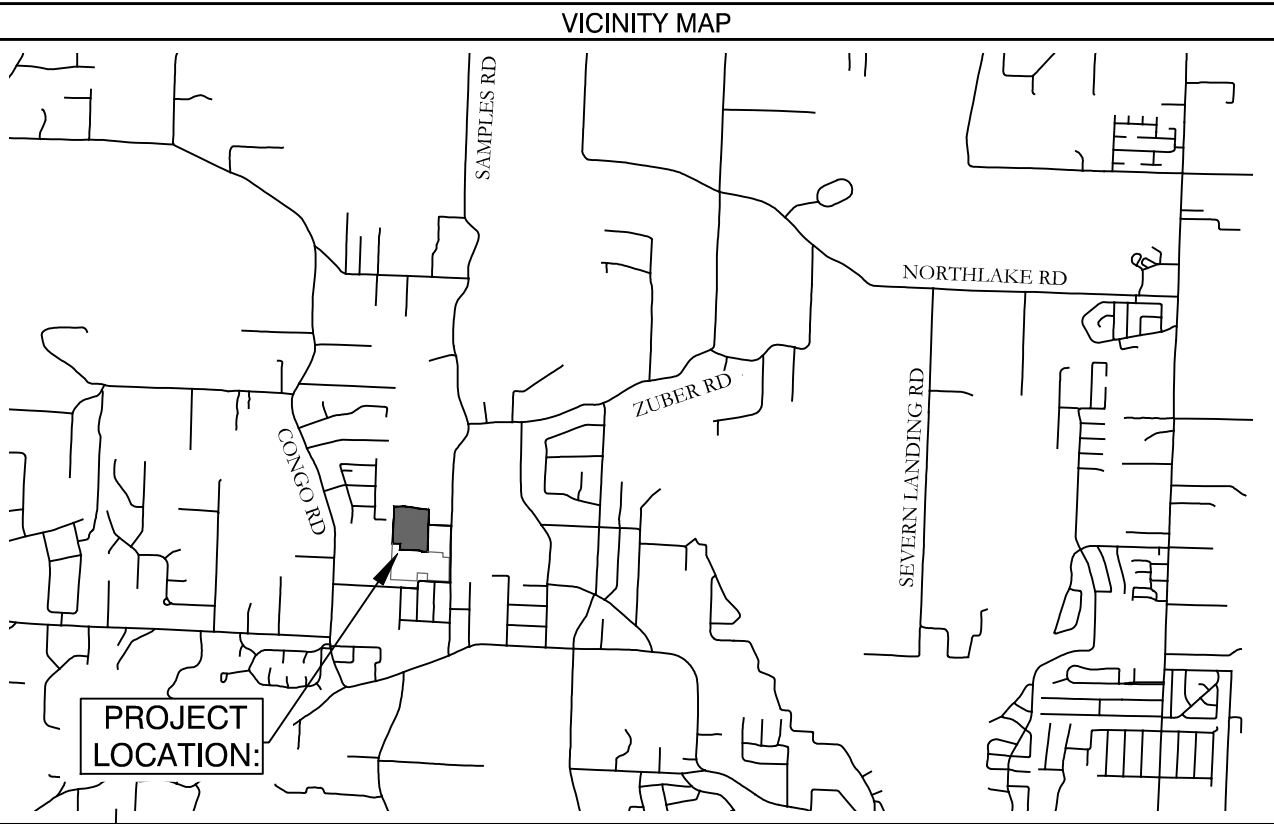 VICINITY MAP
SAMPLES RD
NORTHLAKE RD
ZUBER RD
SEVERN LANDING RD
CONGO RD
PROJECT
LOCATION: